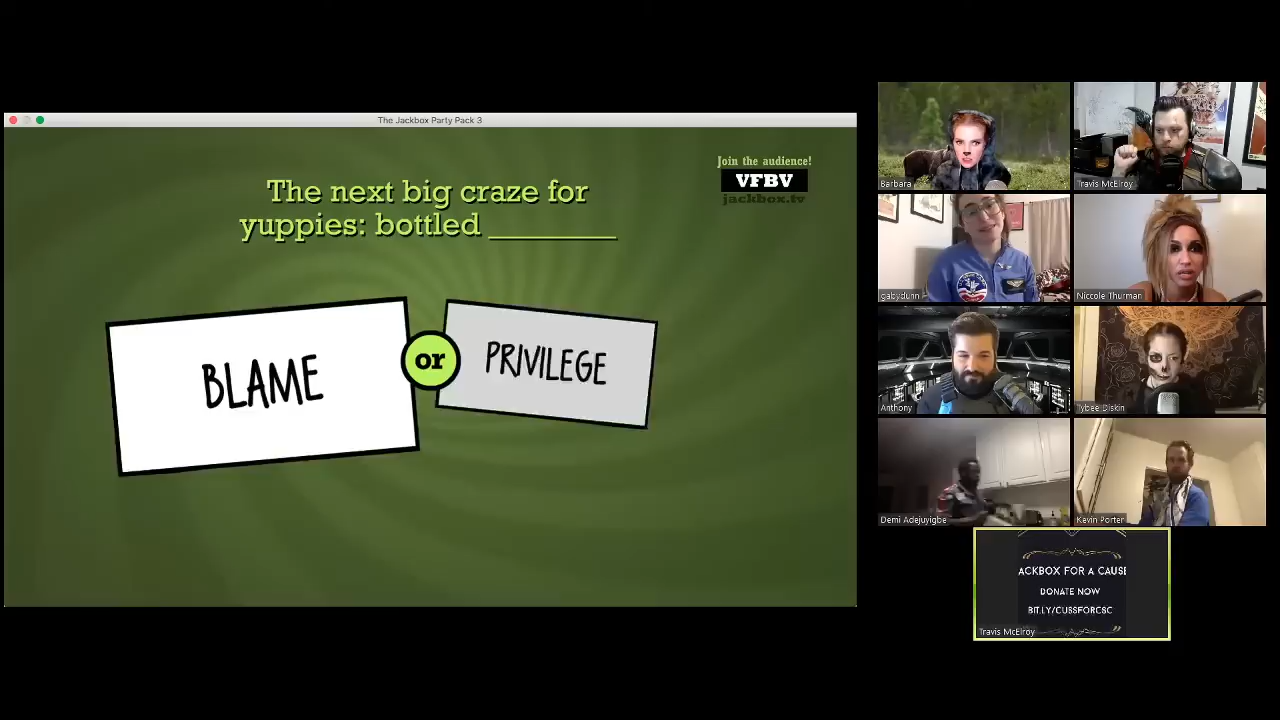 The Jackbox Party Pack 3
Join the audience!
VFBV
jackbox.tv
The next big craze for
yuppies: bottled ________
BLAME
or
PRIVILEGE
Barbara
Travis McElroy
gabydunn
Niccole Thurman
Anthony
Tybee Diskin
Demi Adejuyigbe
Kevin Porter
ACKBOX FOR A CAUSE
DONATE NOW
BIT.LY/CUSSFORCSC
Travis McElroy